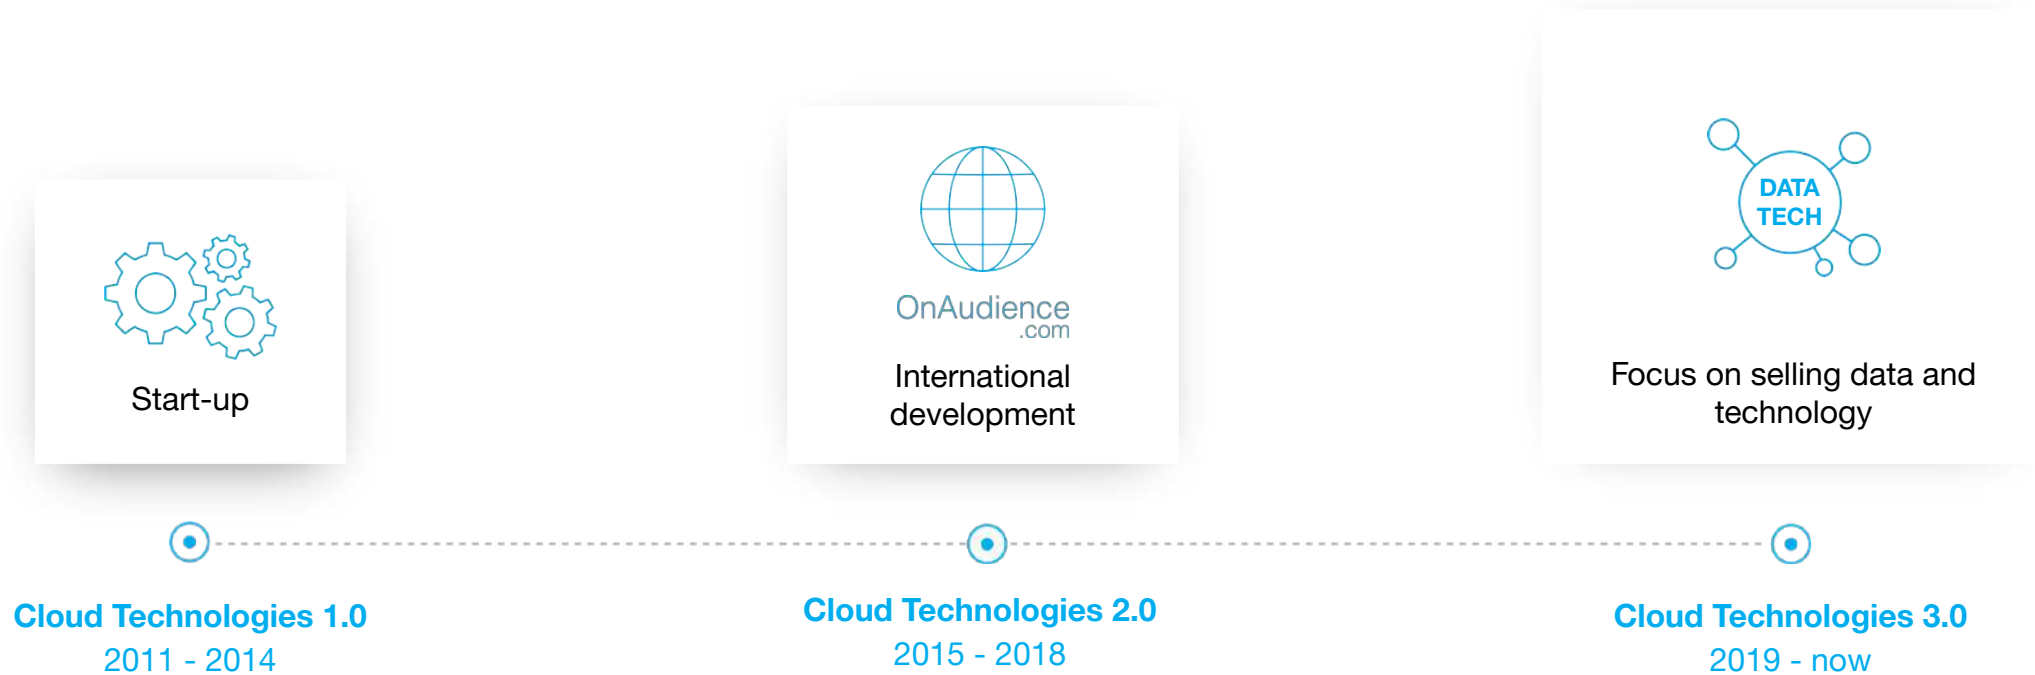 Start-up
Cloud Technologies 1.0
2011 - 2014
OnAudience
.com
International
development
Cloud Technologies 2.0
2015 - 2018
DATA
TECH
Focus on selling data and
technology
Cloud Technologies 3.0
2019 - now